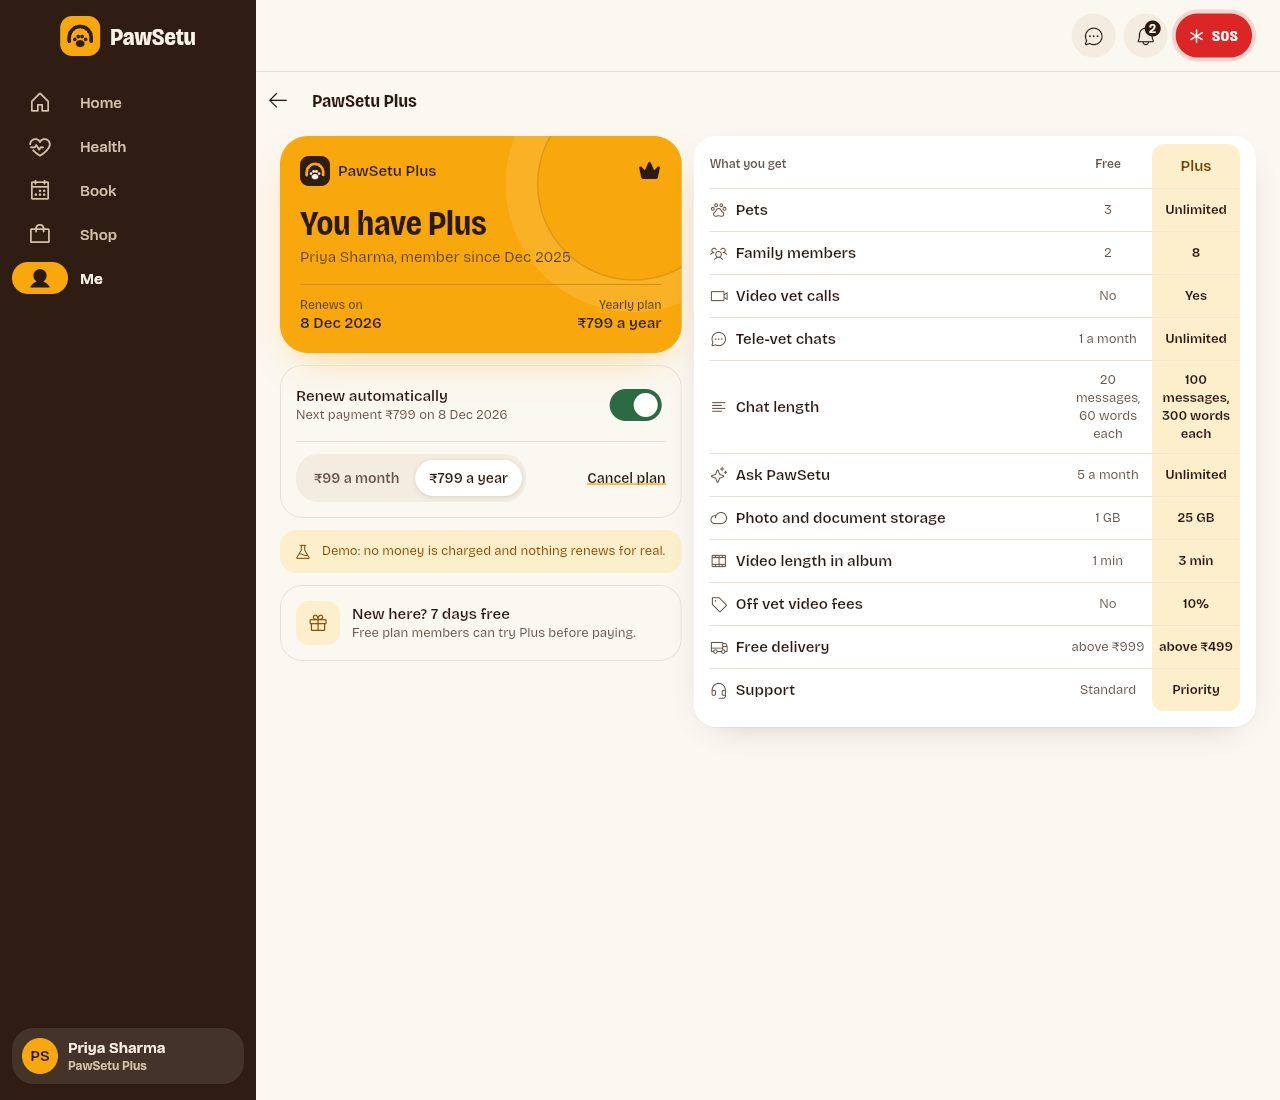 PawSetu
Home
Health
Book
Shop
Me
Priya Sharma
PS
PawSetu Plus
2
SOS
PawSetu Plus
PawSetu Plus
You have Plus
Priya Sharma, member since Dec 2025
Renews on
Yearly plan
8 Dec 2026
₹799 a year
Renew automatically
Next payment ₹799 on 8 Dec 2026
₹99 a month
₹799 a year
Cancel plan
Demo: no money is charged and nothing renews for real.
New here? 7 days free
Free plan members can try Plus before paying.
What you get Free Plus
Pets 3 Unlimited
Family members 2 8
Video vet calls No Yes
Tele-vet chats 1 a month Unlimited
Chat length
20
messages,
60 words
each
100
messages,
300 words
each
Ask PawSetu 5 a month Unlimited
Photo and document storage 1 GB 25 GB
Video length in album 1 min 3 min
Off vet video fees No 10%
Free delivery above ₹999 above ₹499
Support Standard Priority